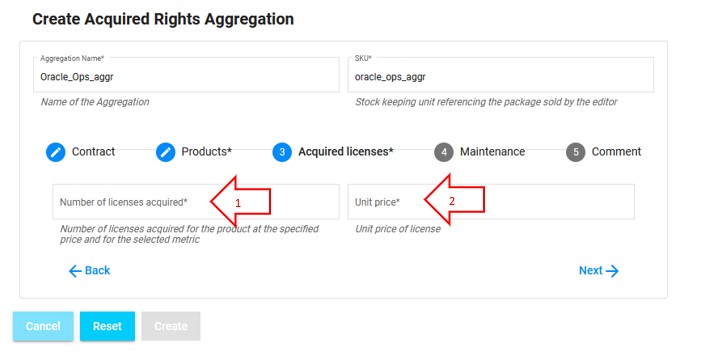 Create Acquired Rights Aggregation
Aggregation Name*
SKU*
Oracle_Ops_aggr
oracle_ops_aggr
Name of the Aggregation
Stock keeping unit referencing the package sold by the editor
Contract
Products*
3 Acquired licenses*
4 Maintenance
5 Comment
Number of licenses acquired*
1
Unit price*
2
Number of licenses acquired for the product at the specified
price and for the selected metric
Unit price of license
Back
Next
Cancel
Reset
Create